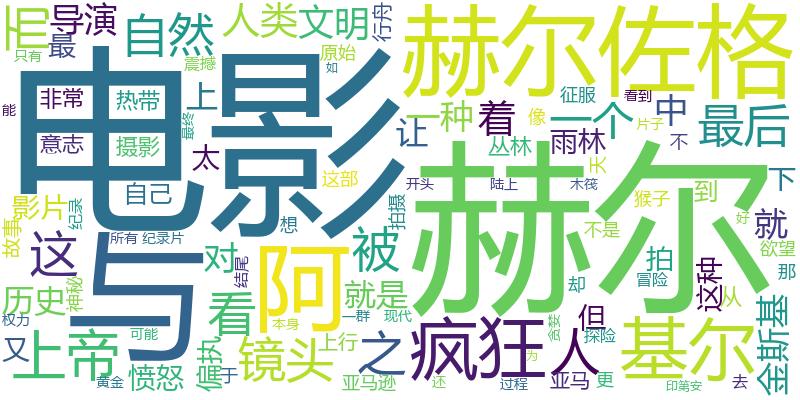 电影
赫尔
与
赫尔佐格
疯狂
人
阿
基尔
上帝
镜头
自然
导演
最
人类
文明
行舟
原始
只有
震撼
如
能
非常
热带
上
意志
摄影
最终
太
自己
影片
纪录
这部
想
让
一种
着
一个
征服
看到
中
像
片子
不
最后
丛林
雨林
天
拍摄
开头
陆上
木筏
猴子
到
下
好
不是
就
欲望
那
故事
这
所有
纪录片
结尾
对
被
看
却
拍
冒险
这种
从
历史
神秘
就是
权力
又
可能
本身
一群
现代
但
贪婪
探险
金斯基
黄金
愤怒
偏执
于
上行
之
亚马逊
还
过程
为
亚马
更
印第安
去